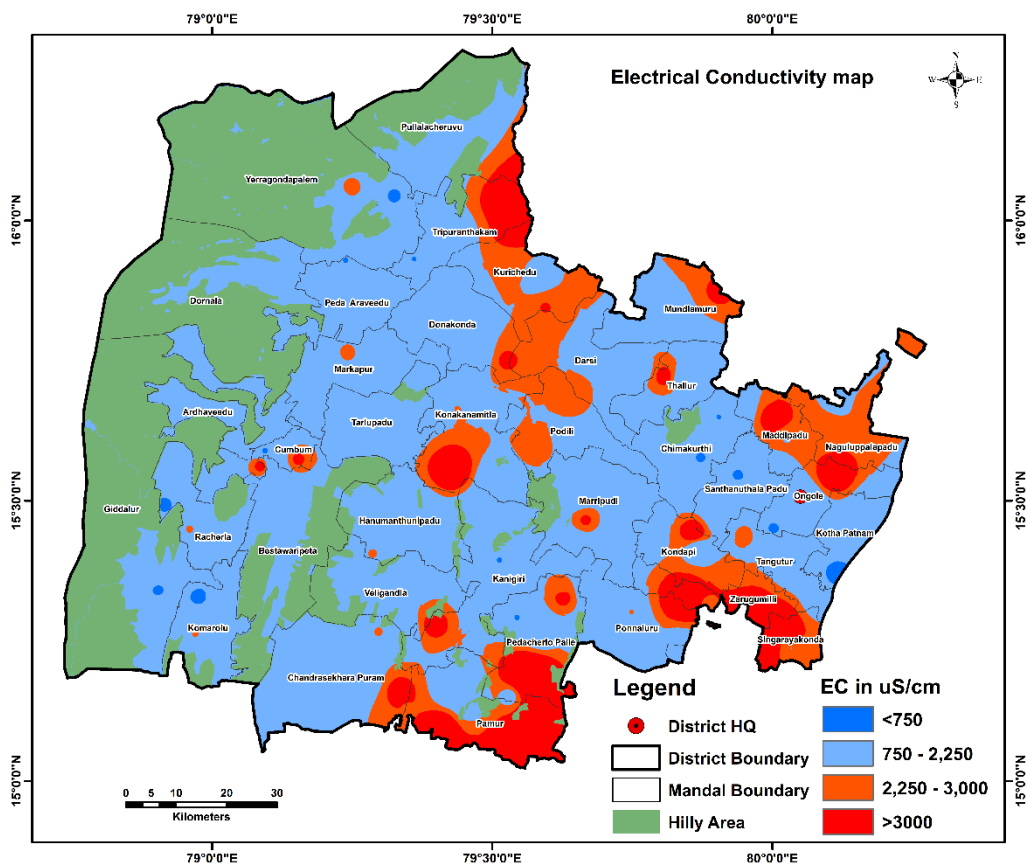 79°0'0"E 79°30'0"E 80°0'0"E
Electrical Conductivity map
N
W E
S
Pullalacheruvu
Yerragondapalem
16°0'0"N 16°0'0"N
Tripuranthakam
Kurichedu
Dornala
Peda Araveedu
Mundlamuru
Donakonda
Darsi
Markapur
Thallur
Ardhaveedu
Konakanamitla
Tarlupadu
Podili
Maddipadu
Naguluppalapadu
Cumbum
Chimakurthi
Santhanuthala Padu
Ongole
15°30'0"N 15°30'0"N
Giddalur
Marripudi
Kotha Patnam
Hanumanthunipadu
Racherla
Bestawaripeta
Kondapi
Tangutur
Kanigiri
Veligandla
Zarugumilli
Komarolu
Ponnaluru
Singarayakonda
Pedacherlo Palle
Chandrasekhara Puram
Pamur
Legend
District HQ
District Boundary
Mandal Boundary
Hilly Area
EC in uS/cm
<750
750 - 2,250
2,250 - 3,000
>3000
15°0'0"N 15°0'0"N
0 5 10 20 30
Kilometers
79°0'0"E 79°30'0"E 80°0'0"E